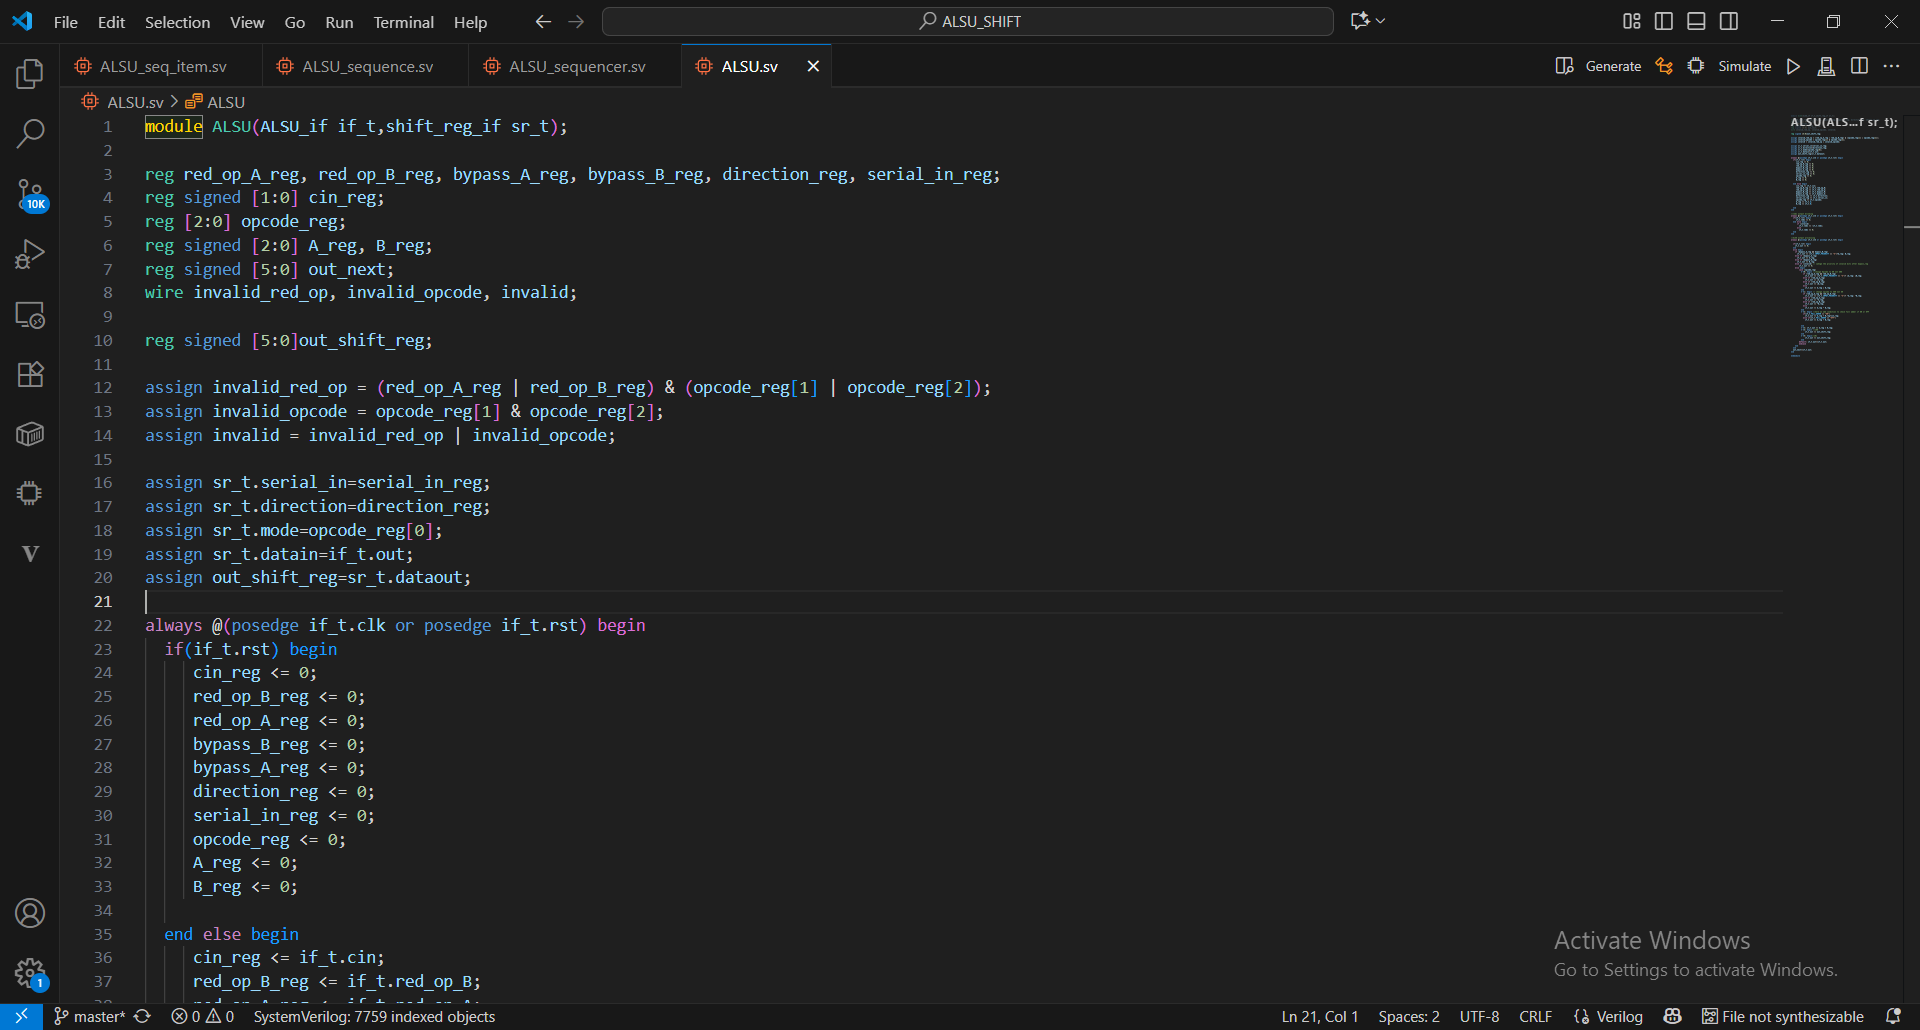 File Edit Selection View Go Run Terminal Help ALSU_SHIFT
ALSU_seq_item.sv ALSU_sequence.sv ALSU_sequencer.sv ALSU.sv Generate Simulate
ALSU.sv > ALSU
1 module ALSU(ALSU_if if_t,shift_reg_if sr_t);
2
3 reg red_op_A_reg, red_op_B_reg, bypass_A_reg, bypass_B_reg, direction_reg, serial_in_reg;
4 reg signed [1:0] cin_reg;
5 reg [2:0] opcode_reg;
6 reg signed [2:0] A_reg, B_reg;
7 reg signed [5:0] out_next;
8 wire invalid_red_op, invalid_opcode, invalid;
9
10 reg signed [5:0]out_shift_reg;
11
12 assign invalid_red_op = (red_op_A_reg | red_op_B_reg) & (opcode_reg[1] | opcode_reg[2]);
13 assign invalid_opcode = opcode_reg[1] & opcode_reg[2];
14 assign invalid = invalid_red_op | invalid_opcode;
15
16 assign sr_t.serial_in=serial_in_reg;
17 assign sr_t.direction=direction_reg;
18 assign sr_t.mode=opcode_reg[0];
19 assign sr_t.datain=if_t.out;
20 assign out_shift_reg=sr_t.dataout;
21
22 always @(posedge if_t.clk or posedge if_t.rst) begin
23 if(if_t.rst) begin
24 cin_reg <= 0;
25 red_op_B_reg <= 0;
26 red_op_A_reg <= 0;
27 bypass_B_reg <= 0;
28 bypass_A_reg <= 0;
29 direction_reg <= 0;
30 serial_in_reg <= 0;
31 opcode_reg <= 0;
32 A_reg <= 0;
33 B_reg <= 0;
34
35 end else begin
36 cin_reg <= if_t.cin;
37 red_op_B_reg <= if_t.red_op_B;
ALSU(ALS...f sr_t);
10K
V
1
Activate Windows
Go to Settings to activate Windows.
master* 0 0 SystemVerilog: 7759 indexed objects Ln 21, Col 1 Spaces: 2 UTF-8 CRLF Verilog File not synthesizable